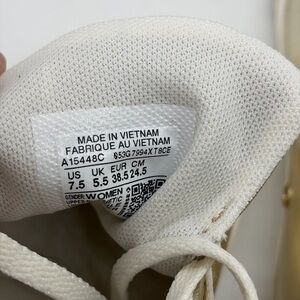 MADE IN VIETNAM
FABRIQUE AU VIETNAM
A15448C
US UK EUR CM
7.5 5.5 38.5 24.5
GENDER WOMEN